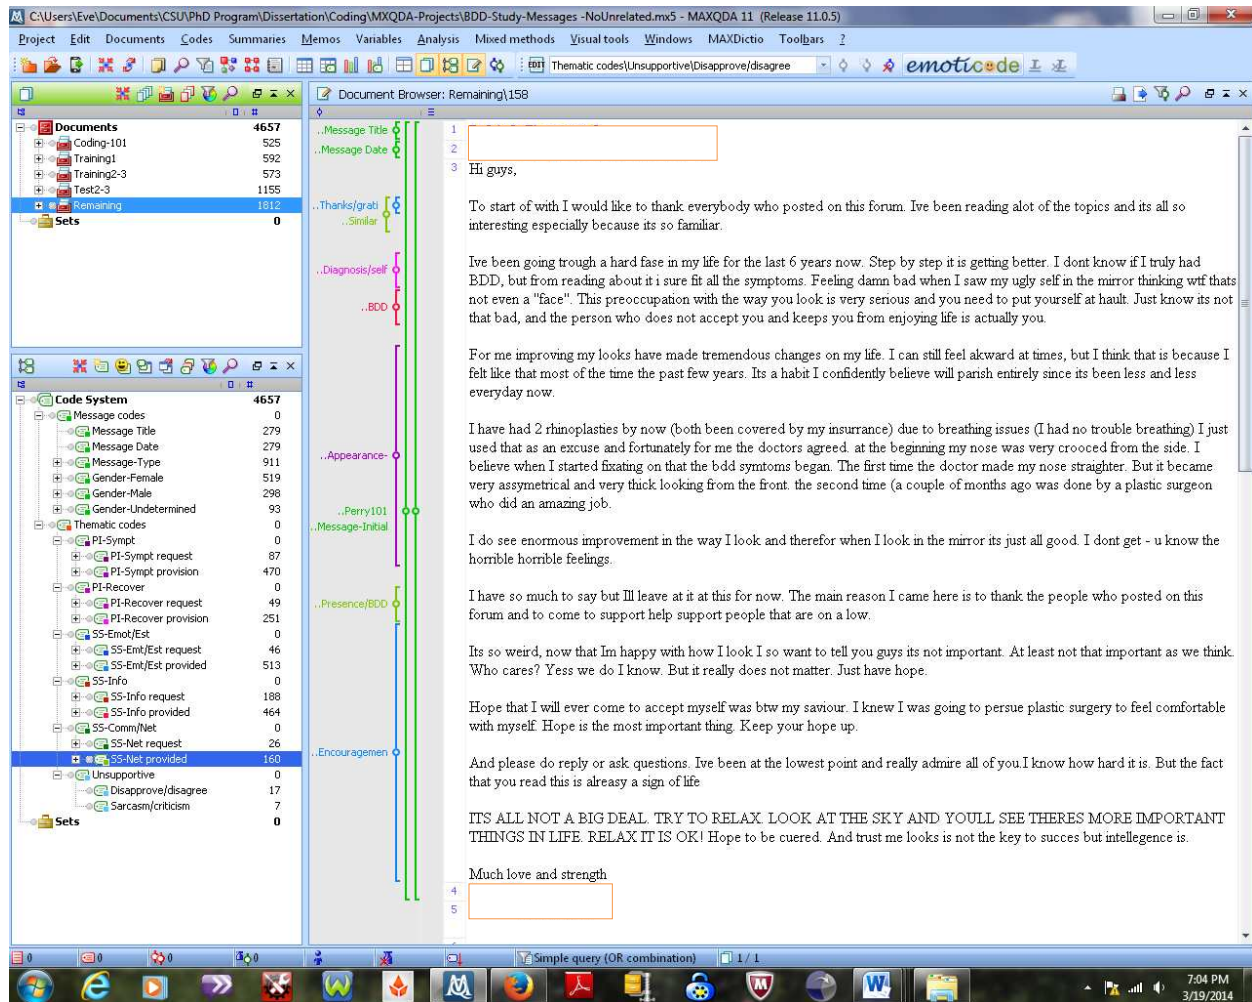 C:\Users\Eve\Documents\CSU\PhD Program\Dissertation\Coding\MXQDA-Projects\BDD-Study-Messages -NoUnrelated.mx5 - MAXQDA 11 (Release 11.0.5)
Project Edit Documents Codes Summaries Memos Variables Analysis Mixed methods Visual tools Windows MAXDictio Toolbars ?
EDIT Thematic codes\Unsupportive\Disapprove/disagree emoticode
Documents 4657
Coding-101 525
Training1 592
Training2-3 573
Test2-3 1155
Remaining 1812
Sets 0
Code System 4657
Message codes 0
Message Title 279
Message Date 279
Message-Type 911
Gender-Female 519
Gender-Male 298
Gender-Undetermined 93
Thematic codes 0
PI-Sympt 0
PI-Sympt request 87
PI-Sympt provision 470
PI-Recover 0
PI-Recover request 49
PI-Recover provision 251
SS-Emot/Est 0
SS-Emt/Est request 46
SS-Emt/Est provided 513
SS-Info 0
SS-Info request 188
SS-Info provided 464
SS-Comm/Net 0
SS-Net request 26
SS-Net provided 160
Unsupportive 0
Disapprove/disagree 17
Sarcasm/criticism 7
Sets 0
Document Browser: Remaining\158
..Message Title
..Message Date
..Thanks/grati
..Similar
..Diagnosis/self
..BDD
..Appearance-
..Perry101
..Message-Initial
..Presence/BDD
..Encouragemen
1
2
3 Hi guys,
To start of with I would like to thank everybody who posted on this forum. Ive been reading alot of the topics and its all so
interesting especially because its so familiar.
Ive been going trough a hard fase in my life for the last 6 years now. Step by step it is getting better. I dont know if I truly had
BDD, but from reading about it i sure fit all the symptoms. Feeling damn bad when I saw my ugly self in the mirror thinking wtf thats
not even a "face". This preoccupation with the way you look is very serious and you need to put yourself at hault. Just know its not
that bad, and the person who does not accept you and keeps you from enjoying life is actually you.
For me improving my looks have made tremendous changes on my life. I can still feel akward at times, but I think that is because I
felt like that most of the time the past few years. Its a habit I confidently believe will parish entirely since its been less and less
everyday now.
I have had 2 rhinoplasties by now (both been covered by my insurrance) due to breathing issues (I had no trouble breathing) I just
used that as an excuse and fortunately for me the doctors agreed. at the beginning my nose was very crooced from the side. I
believe when I started fixating on that the bdd symtoms began. The first time the doctor made my nose straighter. But it became
very assymetrical and very thick looking from the front. the second time (a couple of months ago was done by a plastic surgeon
who did an amazing job.
I do see enormous improvement in the way I look and therefor when I look in the mirror its just all good. I dont get - u know the
horrible horrible feelings.
I have so much to say but Ill leave at it at this for now. The main reason I came here is to thank the people who posted on this
forum and to come to support help support people that are on a low.
Its so weird, now that Im happy with how I look I so want to tell you guys its not important. At least not that important as we think.
Who cares? Yess we do I know. But it really does not matter. Just have hope.
Hope that I will ever come to accept myself was btw my saviour. I knew I was going to persue plastic surgery to feel comfortable
with myself. Hope is the most important thing. Keep your hope up.
And please do reply or ask questions. Ive been at the lowest point and really admire all of you.I know how hard it is. But the fact
that you read this is alreasy a sign of life
ITS ALL NOT A BIG DEAL. TRY TO RELAX. LOOK AT THE SKY AND YOULL SEE THERES MORE IMPORTANT
THINGS IN LIFE. RELAX IT IS OK! Hope to be cuered. And trust me looks is not the key to succes but intellegence is.
Much love and strength
4
5
0 0 0 0 Simple query (OR combination) 1 / 1
7:04 PM
3/19/2014